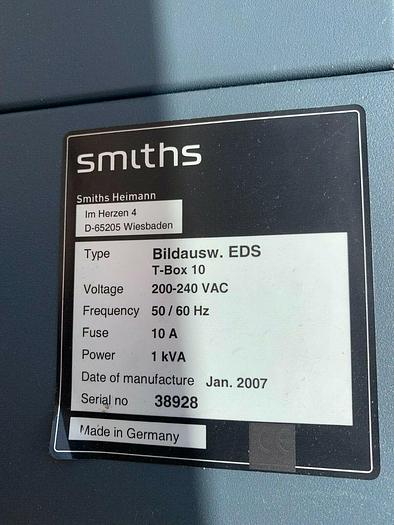 smiths
Smiths Heimann
Im Herzen 4
D-65205 Wiesbaden
Type Bildausw. EDS
T-Box 10
Voltage 200-240 VAC
Frequency 50 / 60 Hz
Fuse 10 A
Power 1 kVA
Date of manufacture Jan. 2007
Serial no 38928
Made in Germany
CE